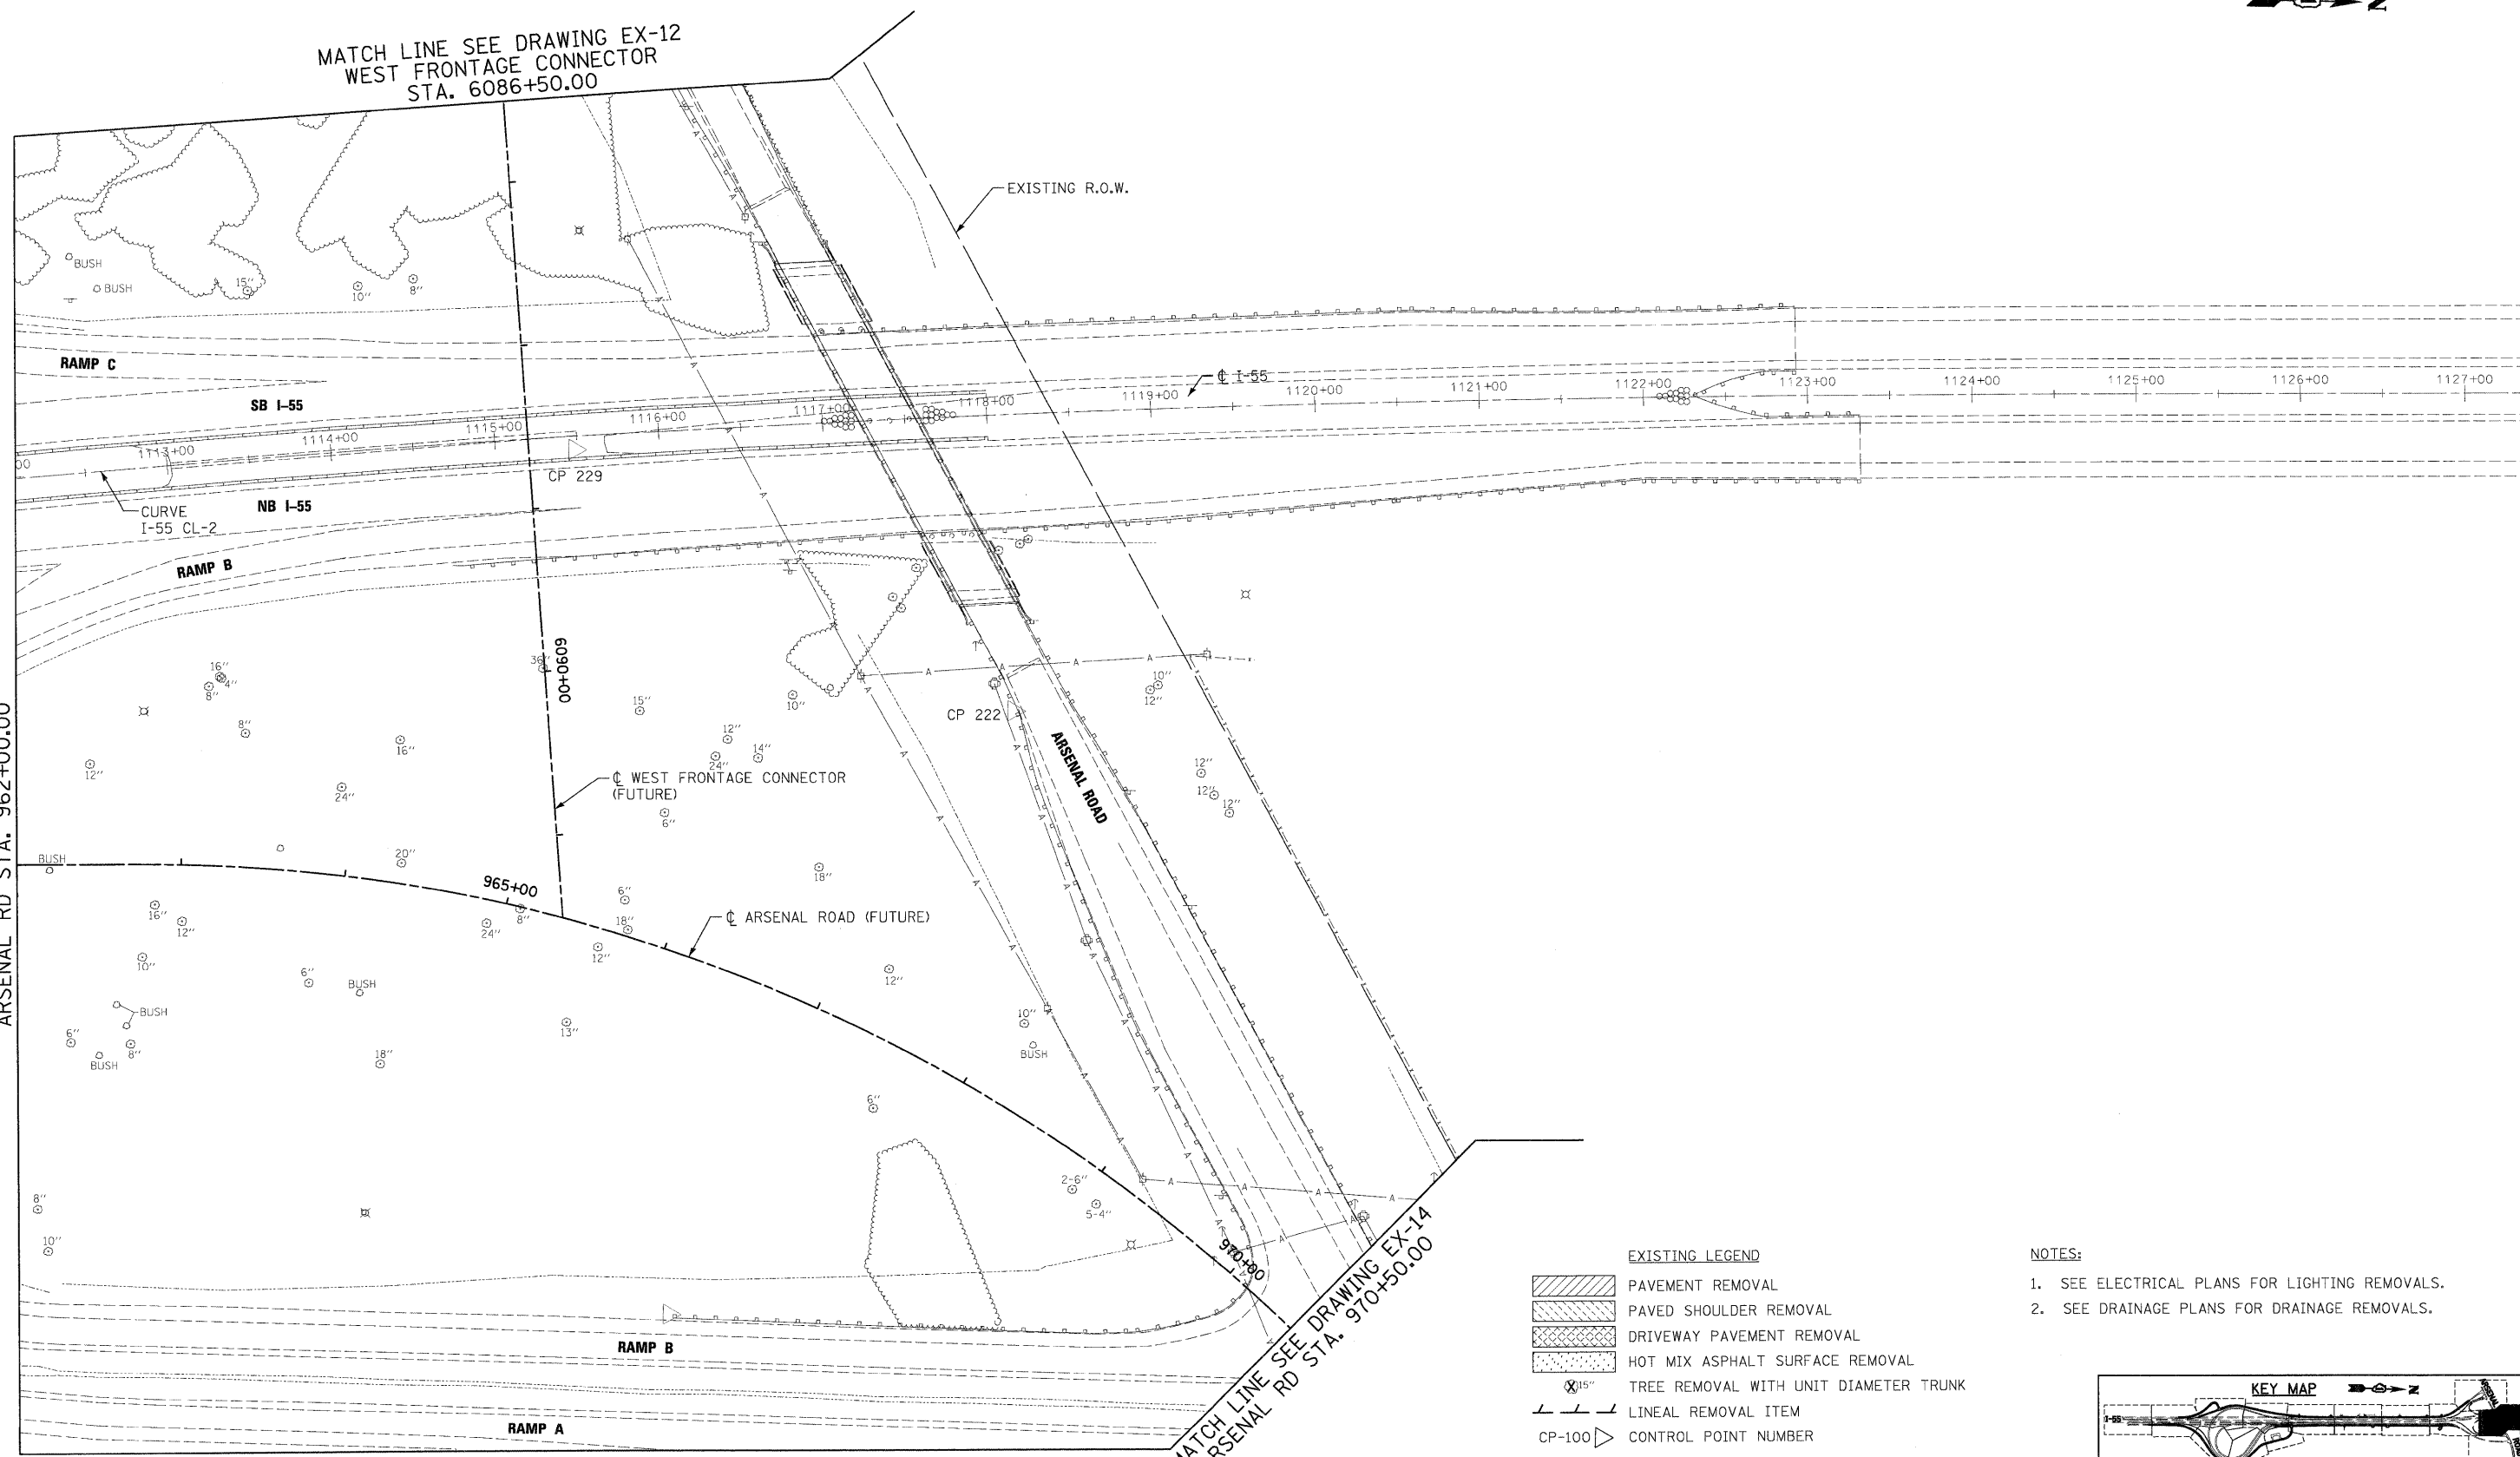 N
MATCH LINE SEE DRAWING EX-12
WEST FRONTAGE CONNECTOR
STA. 6086+50.00
EXISTING R.O.W.
BUSH
BUSH
15"
10"
8"
RAMP C
SB I-55
℄ I-55
00
1113+00
1114+00
1115+00
1116+00
1117+00
1118+00
1119+00
1120+00
1121+00
1122+00
1123+00
1124+00
1125+00
1126+00
1127+00
CP 229
CURVE
I-55 CL-2
NB I-55
RAMP B
6090+00
16"
4"
8"
36"
15"
10"
10"
12"
CP 222
8"
16"
12"
14"
24"
12"
24"
ARSENAL ROAD
12"
12"
12"
℄ WEST FRONTAGE CONNECTOR
(FUTURE)
6"
ARSENAL RD STA. 962+00.00
BUSH
20"
18"
965+00
16"
12"
24"
8"
6"
18"
12"
℄ ARSENAL ROAD (FUTURE)
10"
6"
BUSH
12"
BUSH
13"
10"
BUSH
6"
8"
BUSH
18"
6"
8"
10"
2-6"
5-4"
970+00
MATCH LINE SEE DRAWING EX-14
ARSENAL RD STA. 970+50.00
RAMP B
RAMP A
EXISTING LEGEND
PAVEMENT REMOVAL
PAVED SHOULDER REMOVAL
DRIVEWAY PAVEMENT REMOVAL
HOT MIX ASPHALT SURFACE REMOVAL
15" TREE REMOVAL WITH UNIT DIAMETER TRUNK
LINEAL REMOVAL ITEM
CP-100 CONTROL POINT NUMBER
NOTES:
1. SEE ELECTRICAL PLANS FOR LIGHTING REMOVALS.
2. SEE DRAINAGE PLANS FOR DRAINAGE REMOVALS.
KEY MAP
N
I-55
ARSENAL